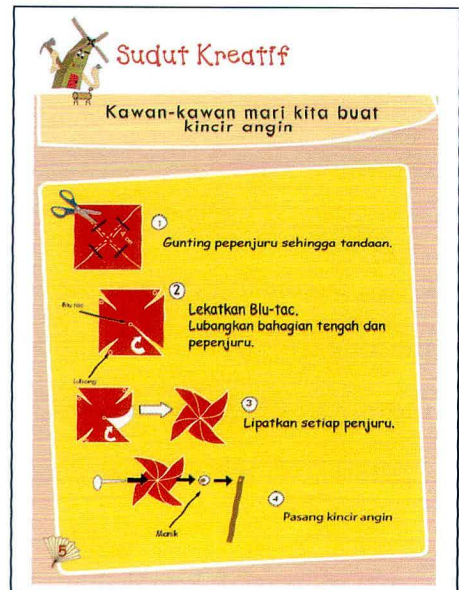 Sudut Kreatif
Kawan-kawan mari kita buat
kincir angin
1
Gunting pepenjuru sehingga tandaan.
2
Blu-tac
Lekatkan Blu-tac.
Lubangkan bahagian tengah dan
pepenjuru.
Lubang
3
Lipatkan setiap penjuru.
4
Pasang kincir angin
Manik
5